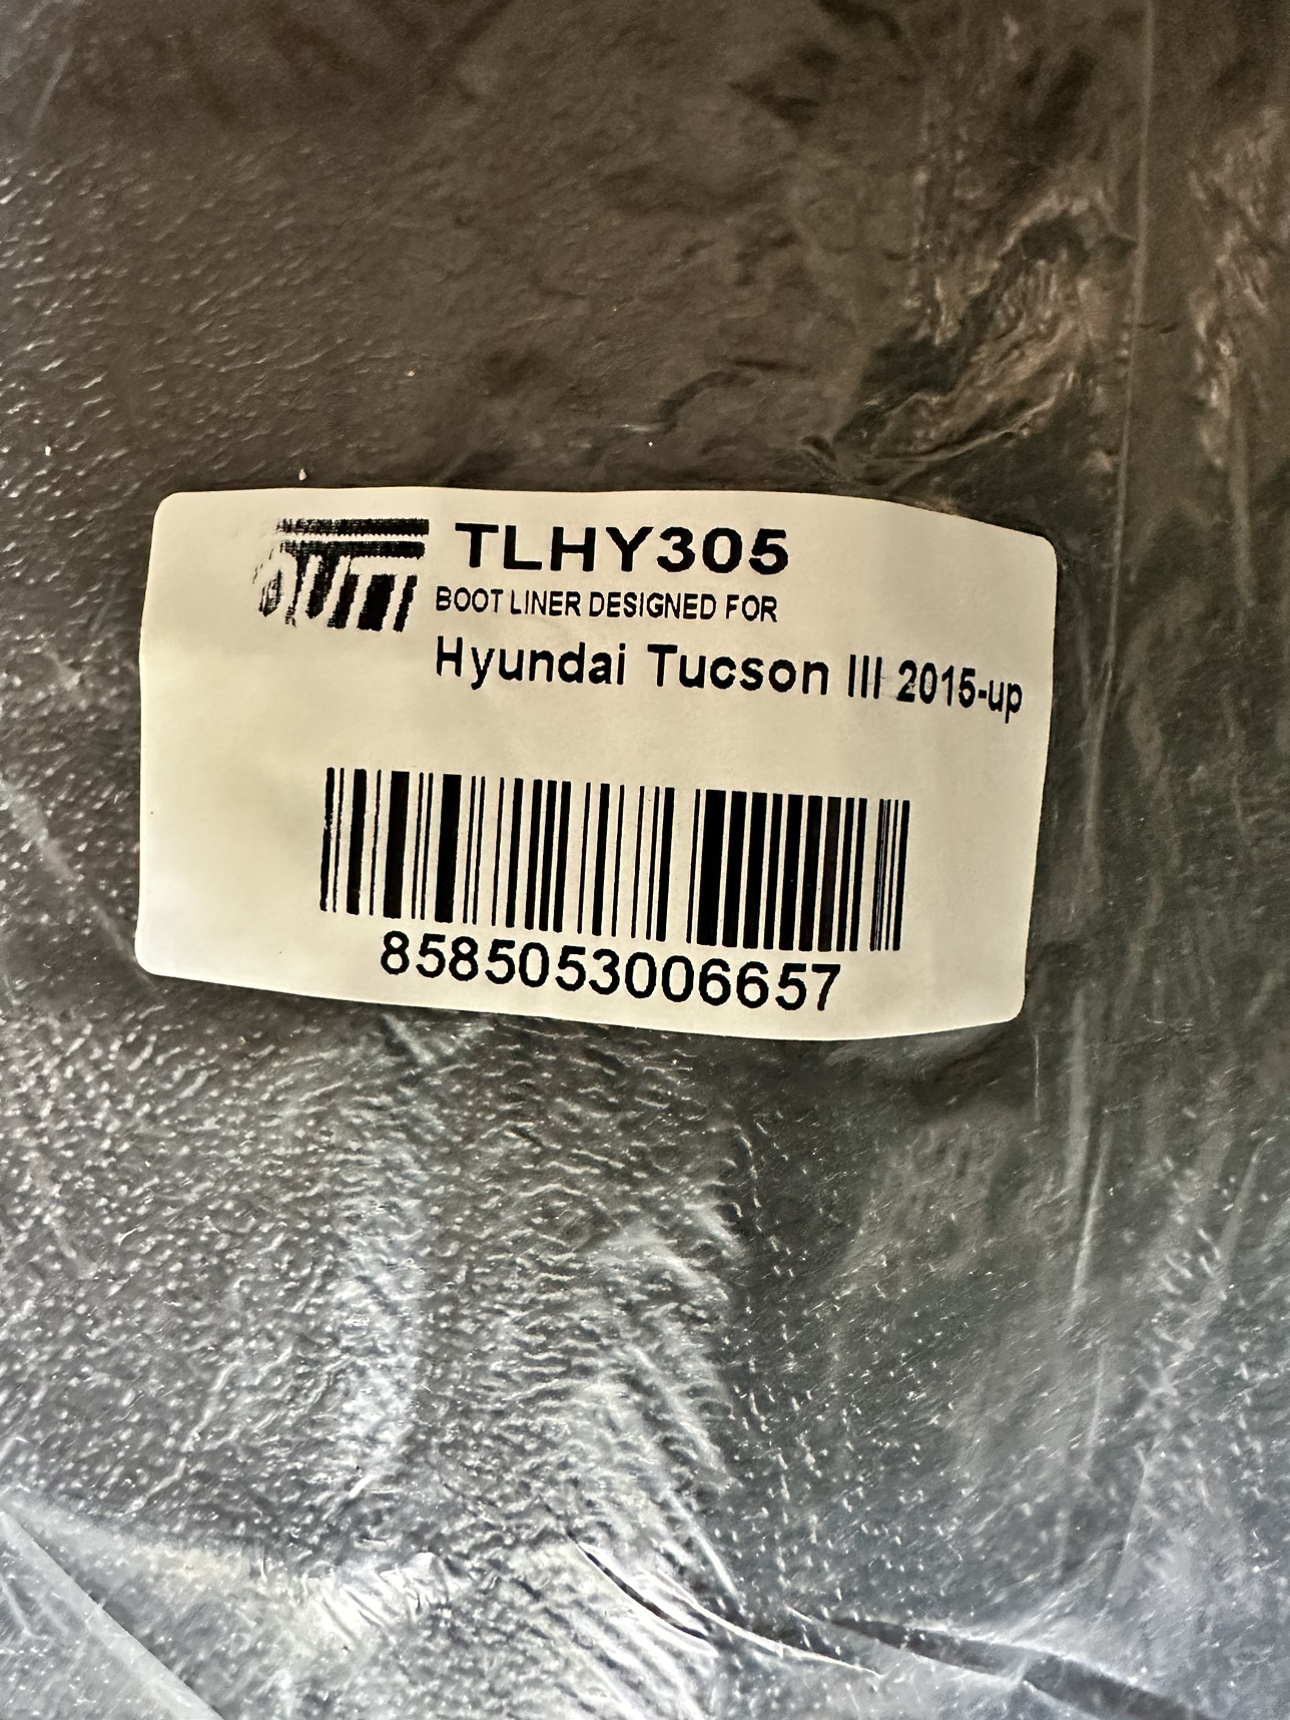 TLHY305
BOOT LINER DESIGNED FOR
Hyundai Tucson III 2015-up
8585053006657